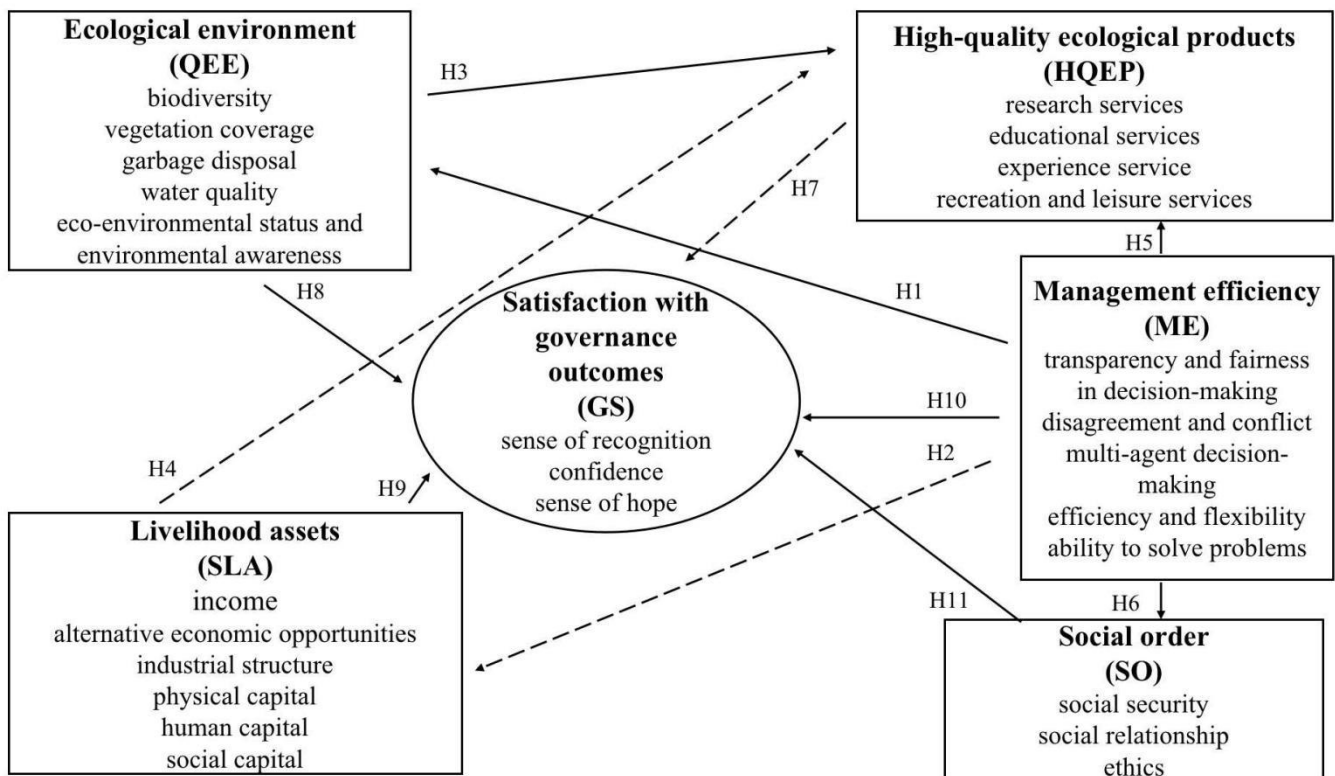 Ecological environment
(QEE)
biodiversity
vegetation coverage
garbage disposal
water quality
eco-environmental status and
environmental awareness
H3
High-quality ecological products
(HQEP)
research services
educational services
experience service
recreation and leisure services
H7
H5
H8
H1
Satisfaction with
governance
outcomes
(GS)
sense of recognition
confidence
sense of hope
Management efficiency
(ME)
transparency and fairness
in decision-making
disagreement and conflict
multi-agent decision-
making
efficiency and flexibility
ability to solve problems
H10
H2
H4
H9
Livelihood assets
(SLA)
income
alternative economic opportunities
industrial structure
physical capital
human capital
social capital
H11
H6
Social order
(SO)
social security
social relationship
ethics